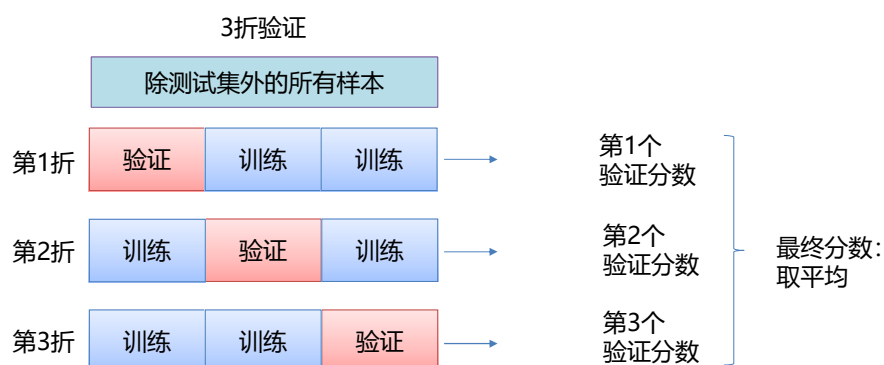 3折验证
除测试集外的所有样本
第1折
验证
训练
训练
第1个
验证分数
第2折
训练
验证
训练
第2个
验证分数
最终分数:
取平均
第3折
训练
训练
验证
第3个
验证分数